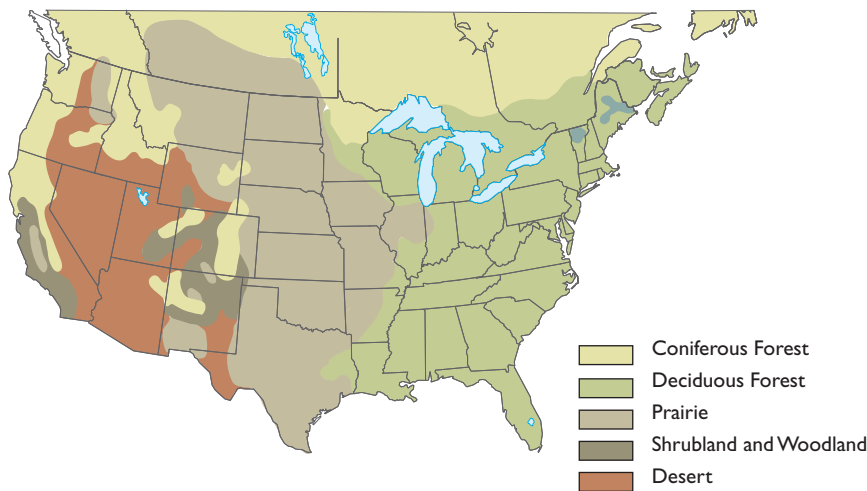 Coniferous Forest
Deciduous Forest
Prairie
Shrubland and Woodland
Desert